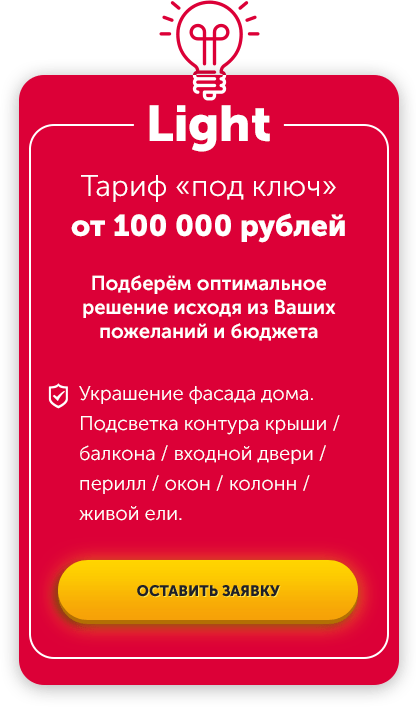 Light
Тариф «под ключ»
от 100 000 рублей
Подберём оптимальное
решение исходя из Ваших
пожеланий и бюджета
Украшение фасада дома.
Подсветка контура крыши /
балкона / входной двери /
перилл / окон / колонн /
живой ели.
ОСТАВИТЬ ЗАЯВКУ